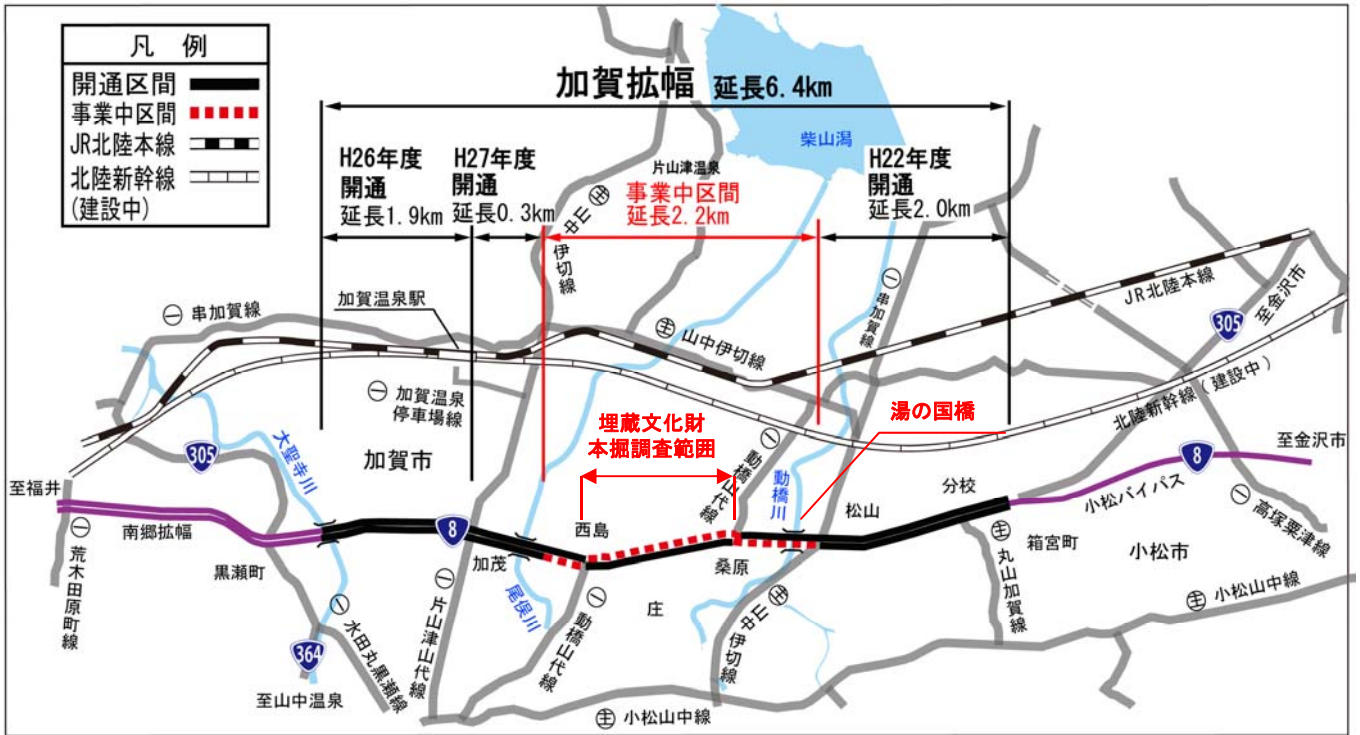 凡 例
開通区間
事業中区間
JR北陸本線
北陸新幹線
(建設中)
加賀拡幅 延長6.4km
H26年度
開通
延長1.9km
H27年度
開通
延長0.3km
片山津温泉
事業中区間
延長2.2km
H22年度
開通
延長2.0km
柴山潟
主 山中伊切線
加賀温泉駅
一 串加賀線
主 山中伊切線
一 串加賀線
JR北陸本線
至金沢市
305
北陸新幹線(建設中)
一 加賀温泉
停車場線
埋蔵文化財
本掘調査範囲
湯の国橋
一 動橋山代線
動橋川
大聖寺川
305
加賀市
至福井
南郷拡幅
8
西島
松山
分校
小松バイパス
8
至金沢市
一 高塚粟津線
一 荒木田原町線
黒瀬町
加茂
尾俣川
桑原
箱宮町
小松市
主 丸山加賀線
庄
一 動橋山代線
主 山中伊切線
主 小松山中線
一 片山津山代線
一 水田丸黒瀬線
364
至山中温泉
主 小松山中線